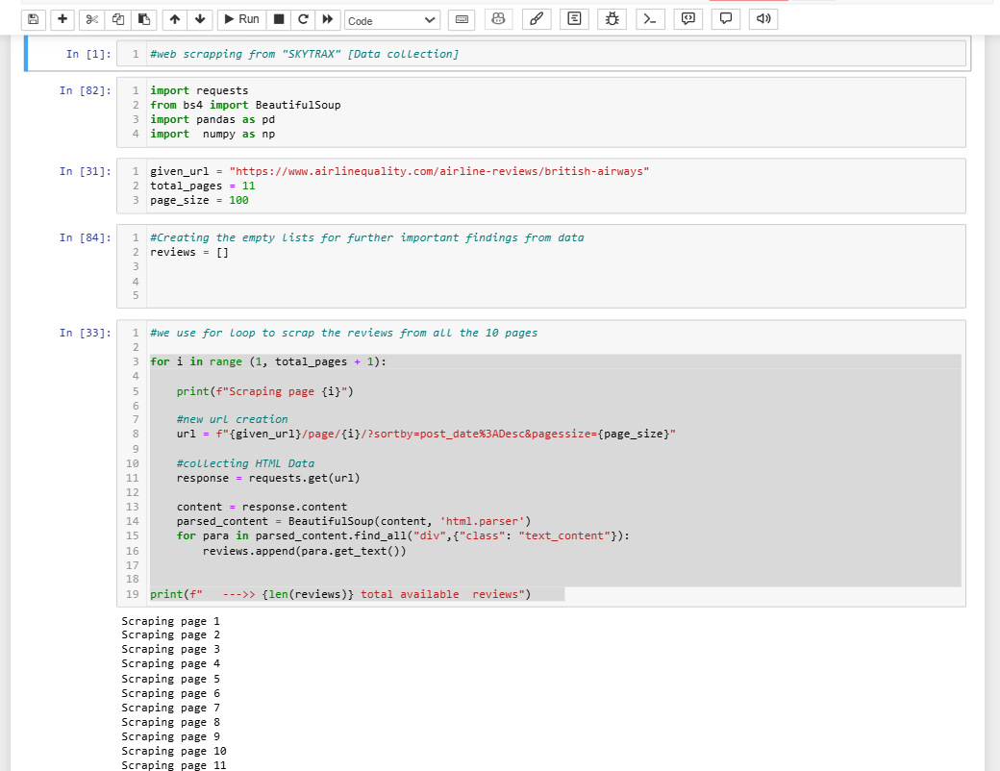 Run
Code
In [1]:
1 #web scrapping from "SKYTRAX" [Data collection]
In [82]:
1 import requests
2 from bs4 import BeautifulSoup
3 import pandas as pd
4 import  numpy as np
In [31]:
1 given_url = "https://www.airlinequality.com/airline-reviews/british-airways"
2 total_pages = 11
3 page_size = 100
In [84]:
1 #Creating the empty lists for further important findings from data
2 reviews = []
3
4
5
In [33]:
1 #we use for loop to scrap the reviews from all the 10 pages
2
3 for i in range (1, total_pages + 1):
4
5     print(f"Scraping page {i}")
6
7     #new url creation
8     url = f"{given_url}/page/{i}/?sortby=post_date%3ADesc&pagessize={page_size}"
9
10     #collecting HTML Data
11     response = requests.get(url)
12
13     content = response.content
14     parsed_content = BeautifulSoup(content, 'html.parser')
15     for para in parsed_content.find_all("div",{"class": "text_content"}):
16         reviews.append(para.get_text())
17
18
19 print(f"   --->> {len(reviews)} total available  reviews")
Scraping page 1
Scraping page 2
Scraping page 3
Scraping page 4
Scraping page 5
Scraping page 6
Scraping page 7
Scraping page 8
Scraping page 9
Scraping page 10
Scraping page 11